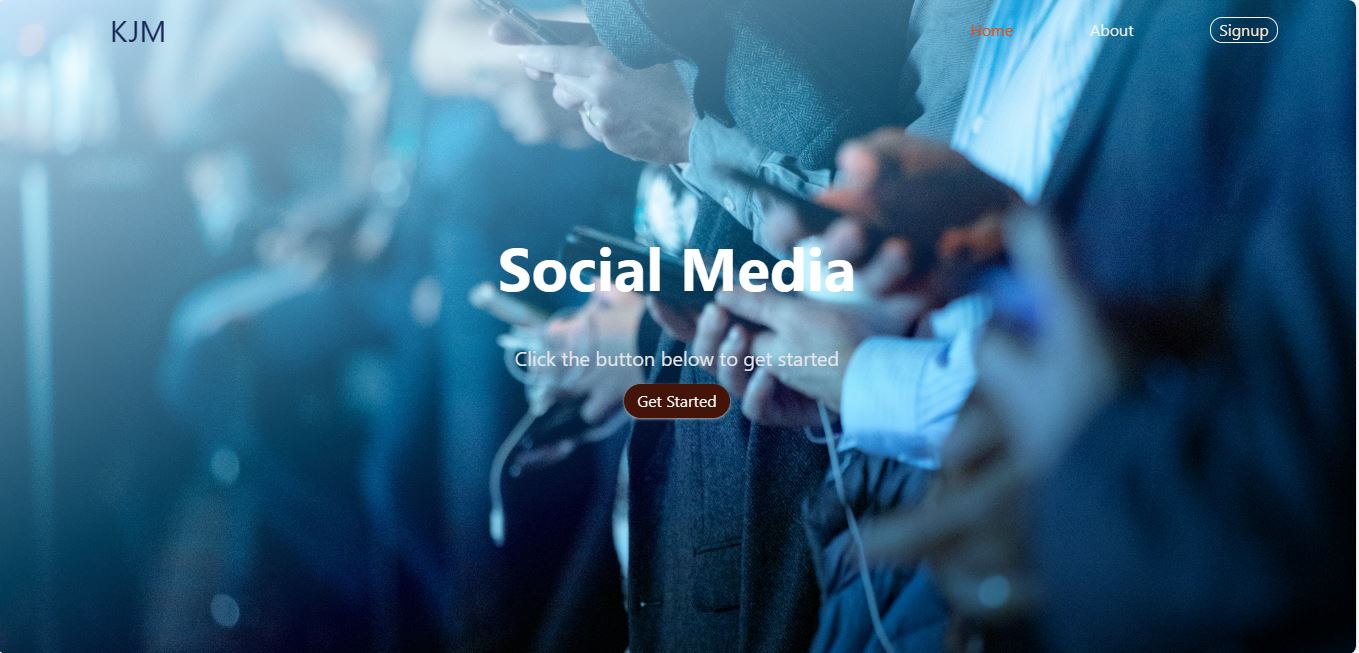 KJM
Home
About
Signup
Social Media
Click the button below to get started
Get Started